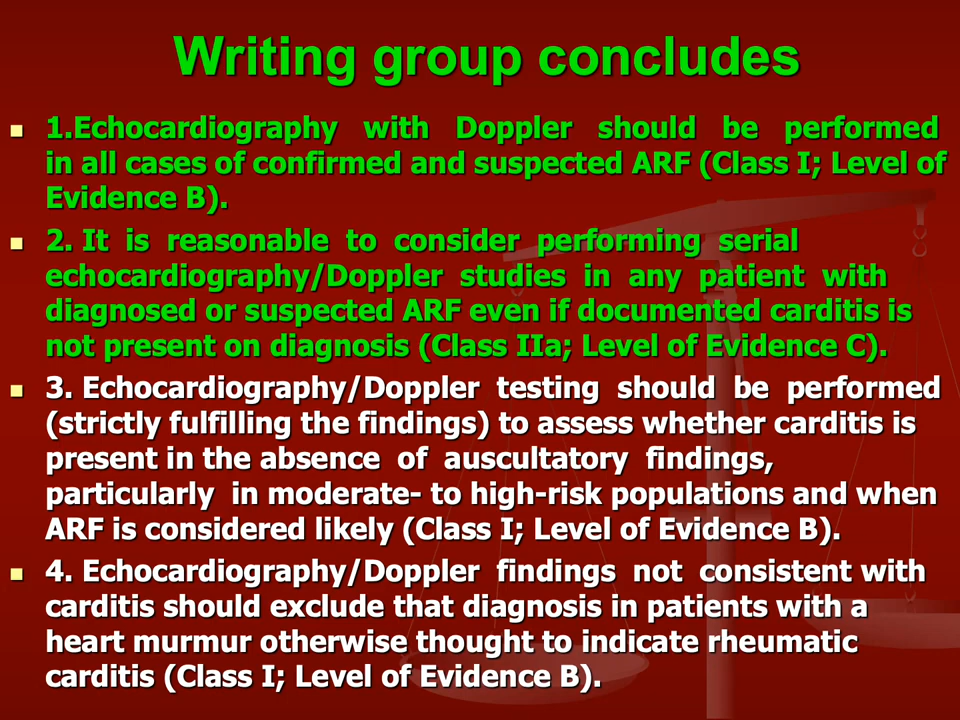 Writing group concludes
1.Echocardiography with Doppler should be performed
in all cases of confirmed and suspected ARF (Class I; Level of
Evidence B).
2. It is reasonable to consider performing serial
echocardiography/Doppler studies in any patient with
diagnosed or suspected ARF even if documented carditis is
not present on diagnosis (Class IIa; Level of Evidence C).
3. Echocardiography/Doppler testing should be performed
(strictly fulfilling the findings) to assess whether carditis is
present in the absence of auscultatory findings,
particularly in moderate- to high-risk populations and when
ARF is considered likely (Class I; Level of Evidence B).
4. Echocardiography/Doppler findings not consistent with
carditis should exclude that diagnosis in patients with a
heart murmur otherwise thought to indicate rheumatic
carditis (Class I; Level of Evidence B).